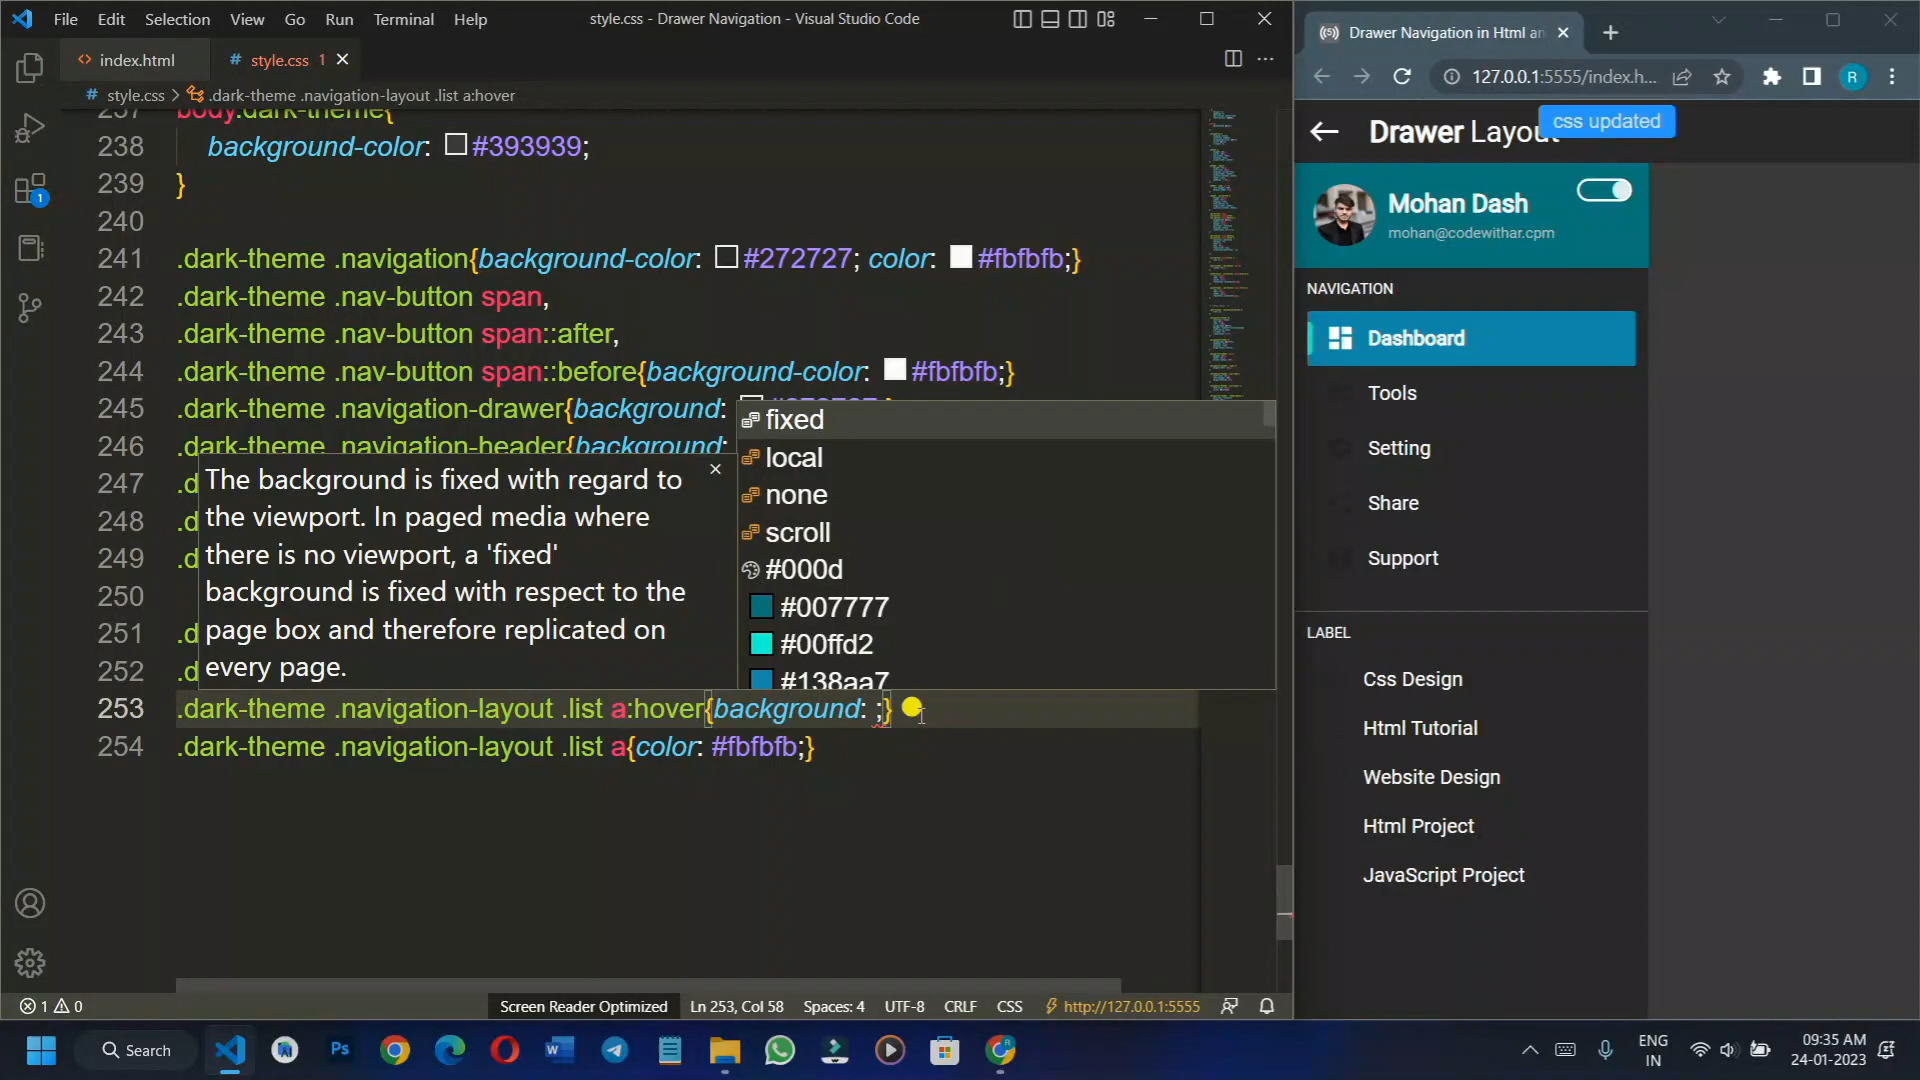 File Edit Selection View Go Run Terminal Help
style.css - Drawer Navigation - Visual Studio Code
index.html
# style.css 1
# style.css > .dark-theme .navigation-layout .list a:hover
237 body.dark-theme{
238 background-color: #393939;
239 }
240
241 .dark-theme .navigation{background-color: #272727; color: #fbfbfb;}
242 .dark-theme .nav-button span,
243 .dark-theme .nav-button span::after,
244 .dark-theme .nav-button span::before{background-color: #fbfbfb;}
245 .dark-theme .navigation-drawer{background:
246 .dark-theme .navigation-header{background:
247 .d
248 .d
249 .d
250
251 .d
252 .d
253 .dark-theme .navigation-layout .list a:hover{background: ;}
254 .dark-theme .navigation-layout .list a{color: #fbfbfb;}
The background is fixed with regard to
the viewport. In paged media where
there is no viewport, a 'fixed'
background is fixed with respect to the
page box and therefore replicated on
every page.
fixed
local
none
scroll
#000d
#007777
#00ffd2
#138aa7
1
1 0
Screen Reader Optimized
Ln 253, Col 58
Spaces: 4
UTF-8
CRLF
CSS
http://127.0.0.1:5555
Drawer Navigation in Html an
127.0.0.1:5555/index.h...
R
css updated
Drawer Layout
Mohan Dash
mohan@codewithar.cpm
NAVIGATION
Dashboard
Tools
Setting
Share
Support
LABEL
Css Design
Html Tutorial
Website Design
Html Project
JavaScript Project
Search
Ps
ENG
IN
09:35 AM
24-01-2023